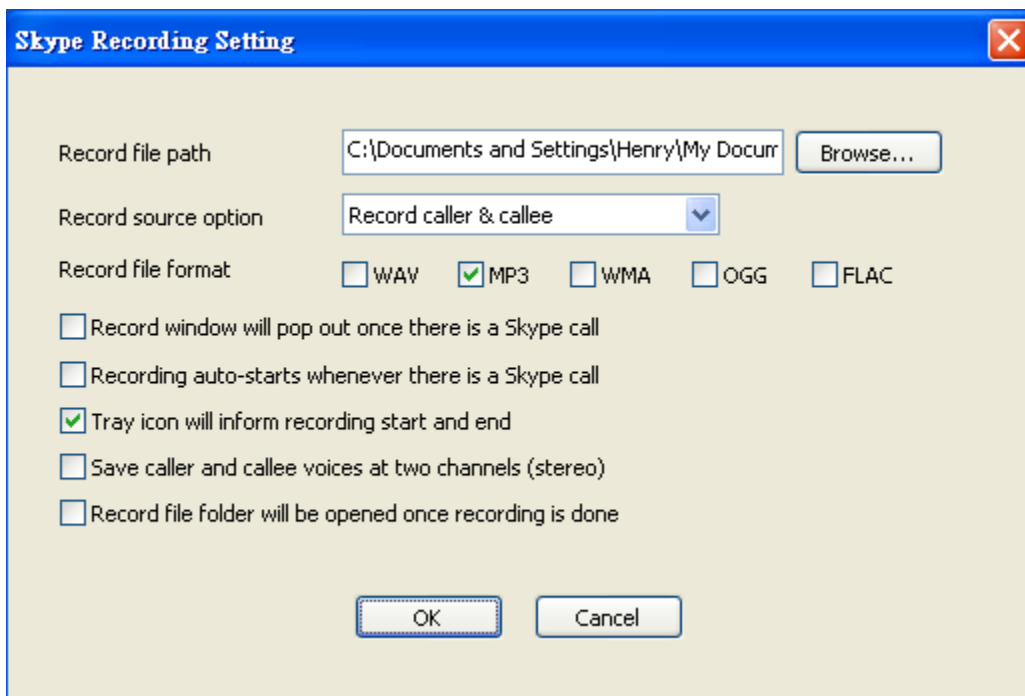 Skype Recording Setting
Record file path C:\Documents and Settings\Henry\My Docum Browse...
Record source option Record caller & callee
Record file format WAV MP3 WMA OGG FLAC
Record window will pop out once there is a Skype call
Recording auto-starts whenever there is a Skype call
Tray icon will inform recording start and end
Save caller and callee voices at two channels (stereo)
Record file folder will be opened once recording is done
OK Cancel